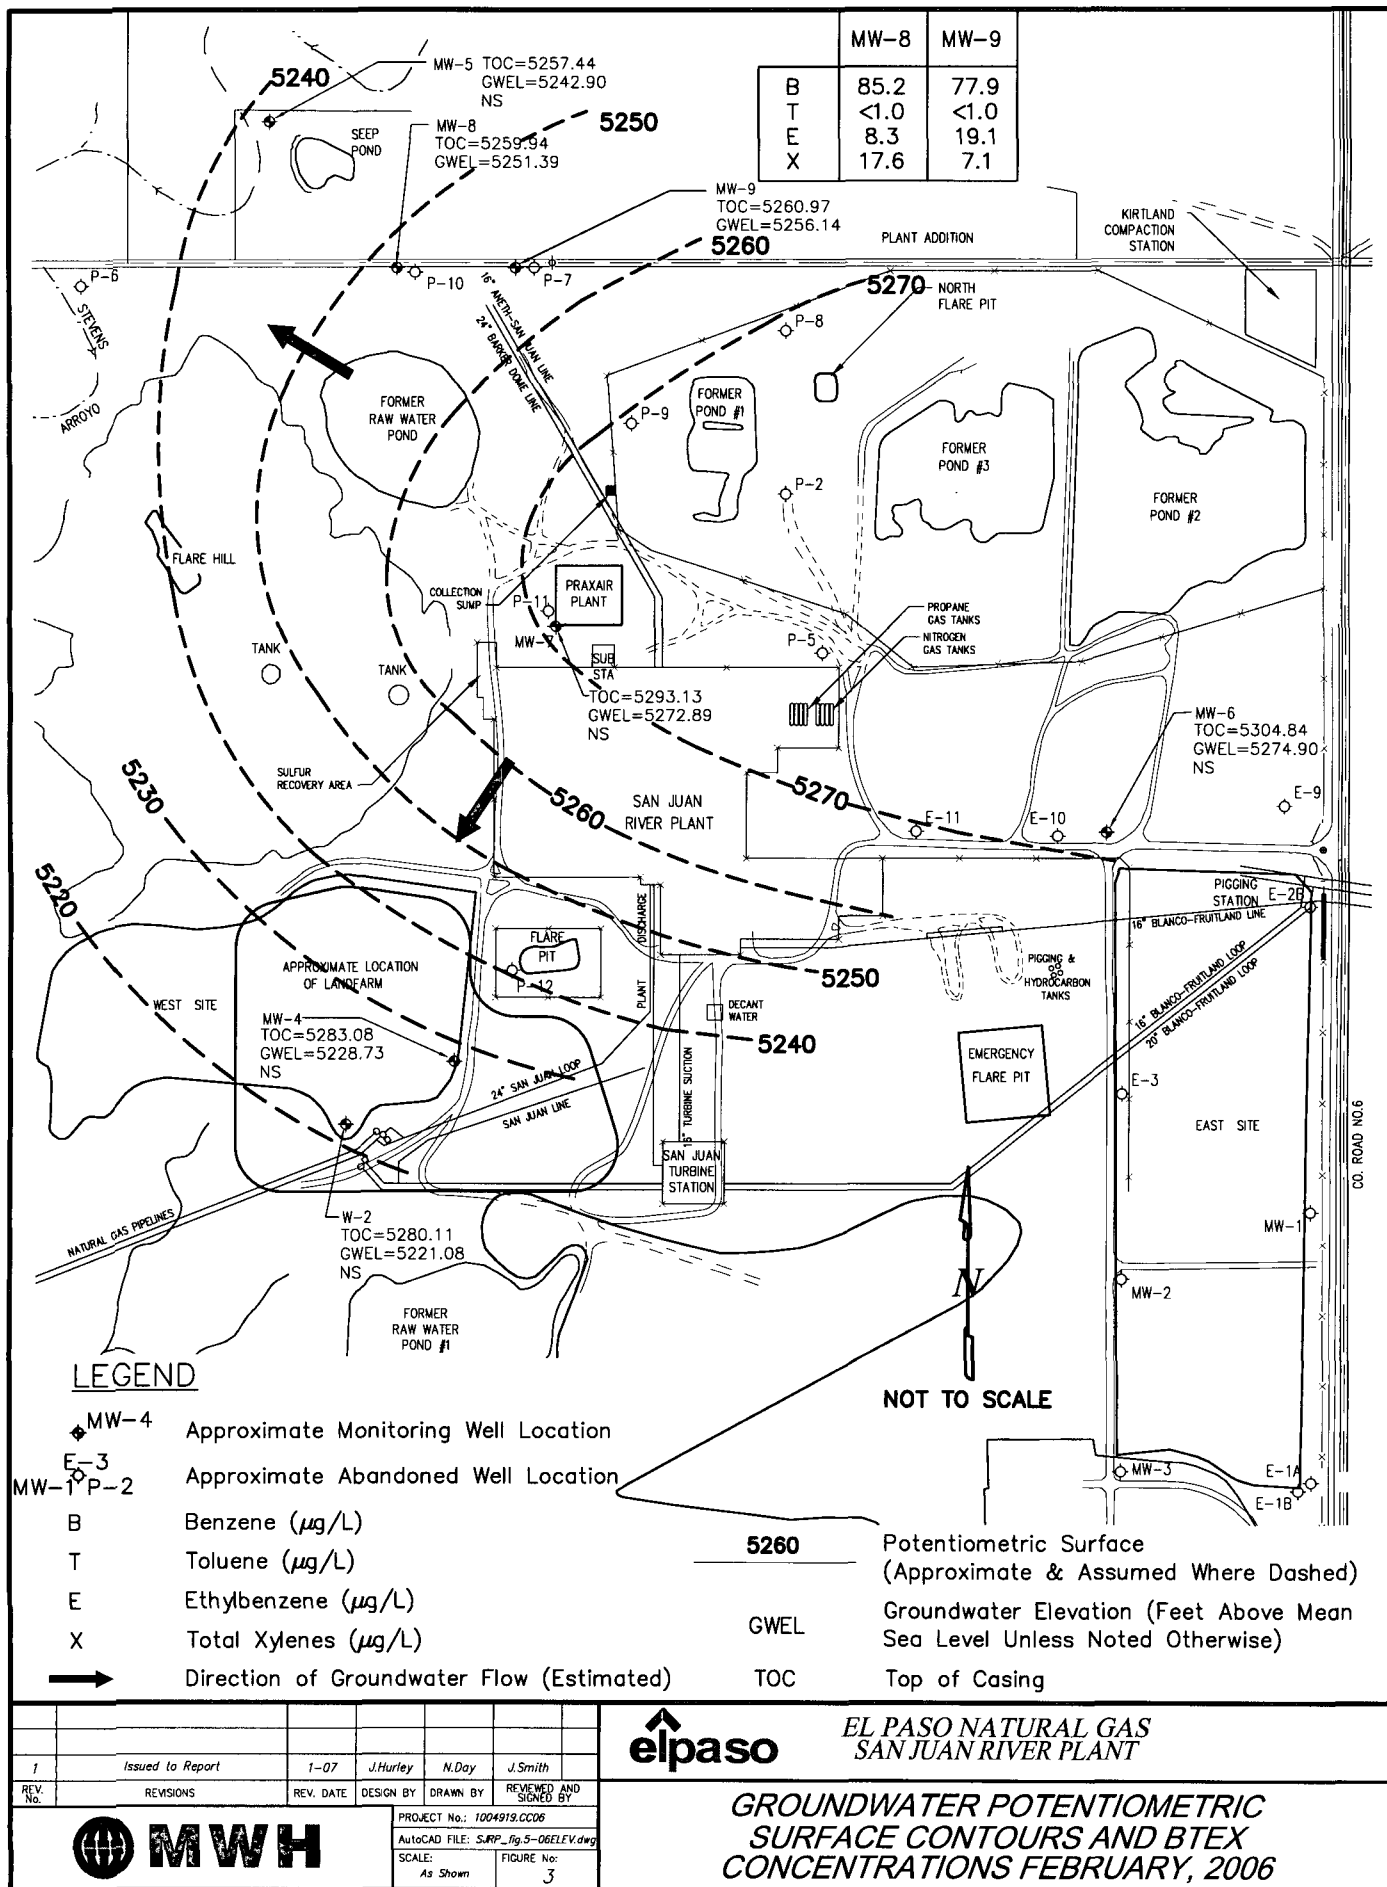 MW-8 MW-9
B 85.2 77.9
T <1.0 <1.0
E 8.3 19.1
X 17.6 7.1
5240
MW-5 TOC=5257.44
GWEL=5242.90
NS
5250
SEEP
POND
MW-8
TOC=5259.94
GWEL=5251.39
MW-9
TOC=5260.97
GWEL=5256.14
5260
PLANT ADDITION
KIRTLAND
COMPACTION
STATION
P-6
P-10
P-7
5270
NORTH
FLARE PIT
STEVENS
ARROYO
16" ANETH-SAN JUAN LINE
24" BARKER DOME LINE
P-8
FORMER
RAW WATER
POND
P-9
FORMER
POND #1
FORMER
POND #3
P-2
FORMER
POND #2
FLARE HILL
COLLECTION
SUMP
P-11
PRAXAIR
PLANT
MW-7
SUB
STA
P-5
PROPANE
GAS TANKS
NITROGEN
GAS TANKS
TANK
TANK
TOC=5293.13
GWEL=5272.89
NS
MW-6
TOC=5304.84
GWEL=5274.90
NS
SULFUR
RECOVERY AREA
5230
5260
SAN JUAN
RIVER PLANT
5270
E-11
E-10
E-9
5220
PIGGING
STATION
E-2B
16" BLANCO-FRUITLAND LINE
DISCHARGE
PLANT
FLARE
PIT
P-12
APPROXIMATE LOCATION
OF LANDFARM
WEST SITE
5250
PIGGING &
HYDROCARBON
TANKS
16" BLANCO-FRUITLAND LOOP
20" BLANCO-FRUITLAND LOOP
MW-4
TOC=5283.08
GWEL=5228.73
NS
DECANT
WATER
5240
EMERGENCY
FLARE PIT
24" SAN JUAN LOOP
SAN JUAN LINE
16" TURBINE SUCTION
E-3
EAST SITE
CO. ROAD NO.6
SAN JUAN
TURBINE
STATION
NATURAL GAS PIPELINES
W-2
TOC=5280.11
GWEL=5221.08
NS
MW-1
MW-2
N
FORMER
RAW WATER
POND #1
NOT TO SCALE
MW-3
E-1A
E-1B
LEGEND
MW-4 Approximate Monitoring Well Location
E-3
MW-1 P-2 Approximate Abandoned Well Location
B Benzene (µg/L)
T Toluene (µg/L)
E Ethylbenzene (µg/L)
X Total Xylenes (µg/L)
Direction of Groundwater Flow (Estimated)
5260 Potentiometric Surface
(Approximate & Assumed Where Dashed)
GWEL Groundwater Elevation (Feet Above Mean
Sea Level Unless Noted Otherwise)
TOC Top of Casing
1 Issued to Report 1-07 J.Hurley N.Day J.Smith
REV. No. REVISIONS REV. DATE DESIGN BY DRAWN BY REVIEWED AND SIGNED BY
MWH
PROJECT No.: 1004919.CC06
AutoCAD FILE: SJRP_fig.5-06ELEV.dwg
SCALE: As Shown
FIGURE No: 3
elpaso
EL PASO NATURAL GAS
SAN JUAN RIVER PLANT
GROUNDWATER POTENTIOMETRIC
SURFACE CONTOURS AND BTEX
CONCENTRATIONS FEBRUARY, 2006